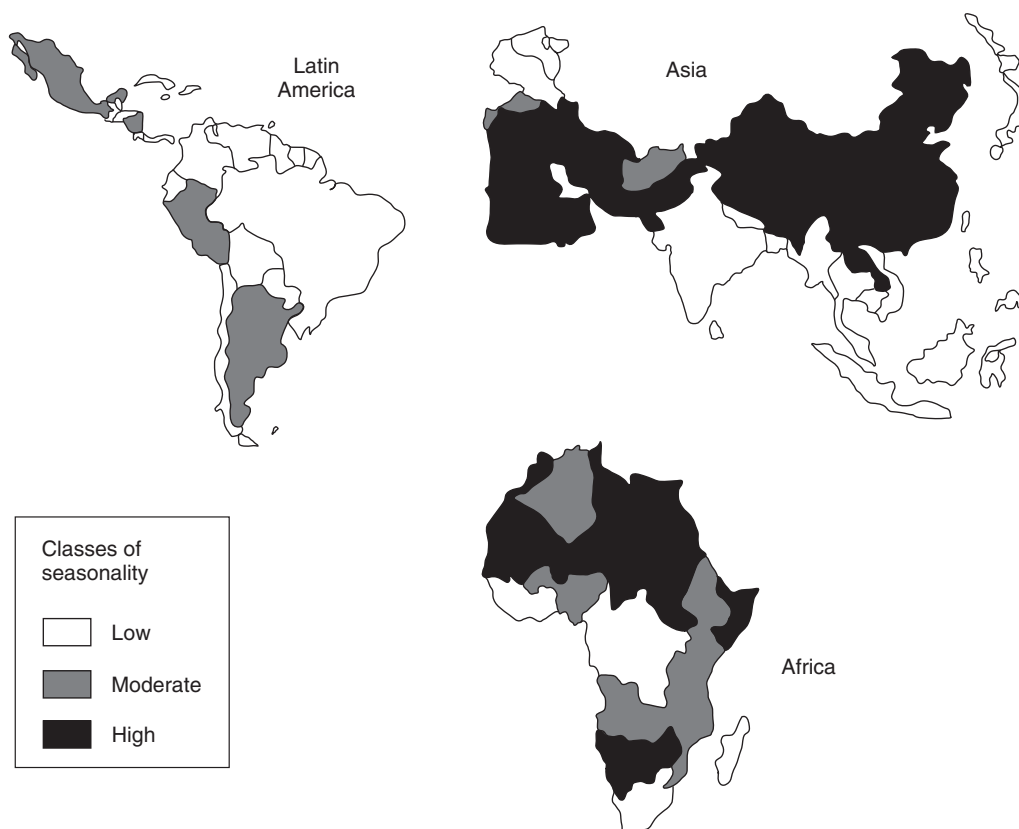 Latin
America
Asia
Classes of
seasonality
Low
Moderate
High
Africa